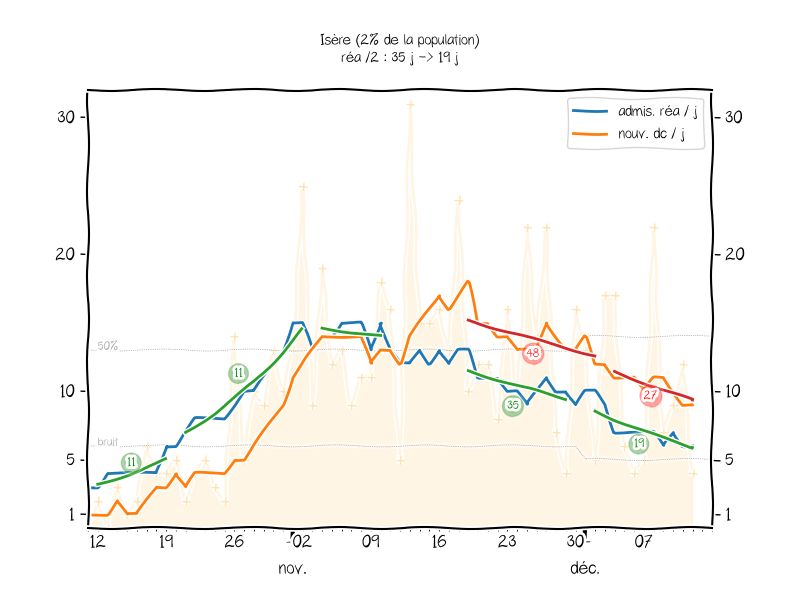 Isère (2% de la population)
réa /2 : 35 j -> 19 j
admis. réa / j
nouv. dc / j
30
30
20
20
50%
48
11
11
35
27
10
10
bruit
19
11
5
5
1
1
12 19 26 02 09 16 23 30 07
nov. déc.